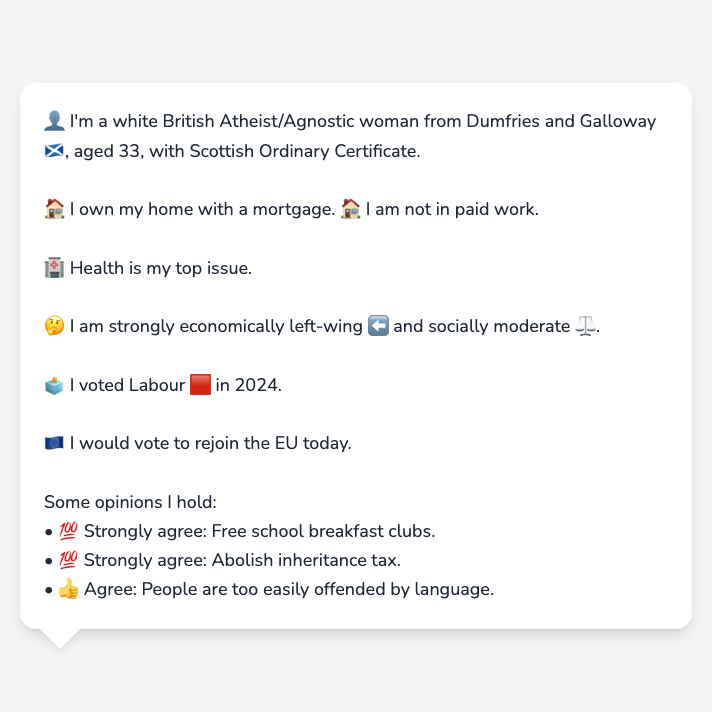 👤 I'm a white British Atheist/Agnostic woman from Dumfries and Galloway
🏴󠁧󠁢󠁳󠁣󠁴󠁿, aged 33, with Scottish Ordinary Certificate.
🏠 I own my home with a mortgage. 🏠 I am not in paid work.
🏥 Health is my top issue.
🤔 I am strongly economically left-wing ⬅️ and socially moderate ⚖️.
🗳️ I voted Labour 🟥 in 2024.
🇪🇺 I would vote to rejoin the EU today.
Some opinions I hold:
• 💯 Strongly agree: Free school breakfast clubs.
• 💯 Strongly agree: Abolish inheritance tax.
• 👍 Agree: People are too easily offended by language.